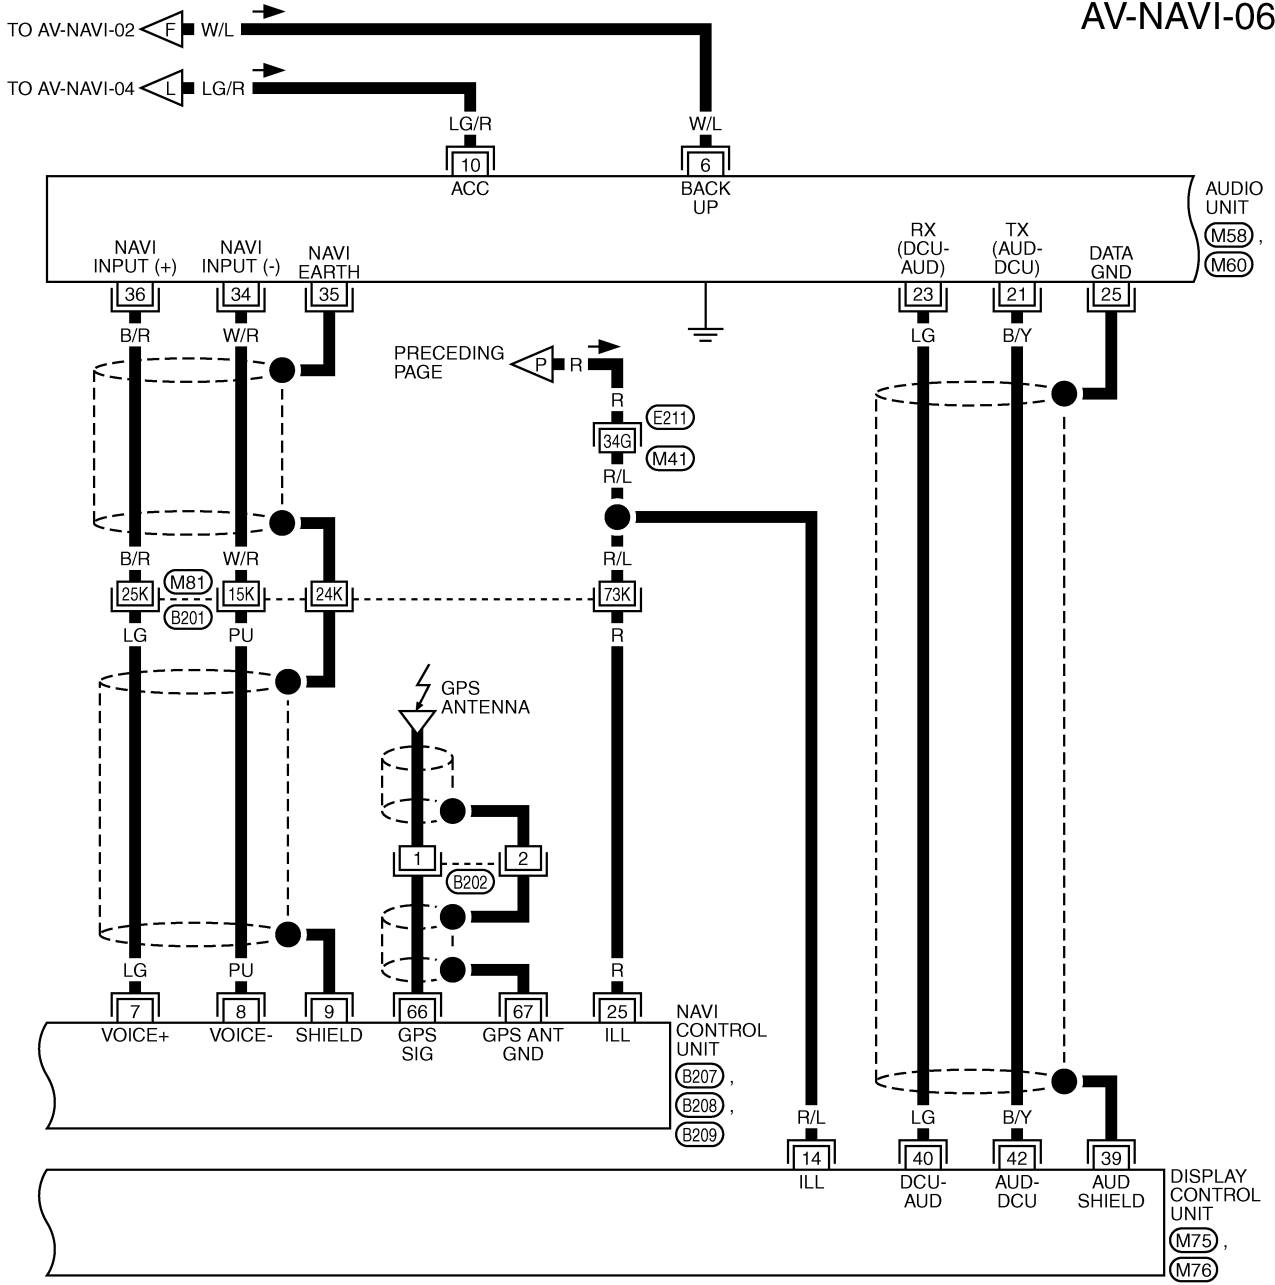 AV-NAVI-06
TO AV-NAVI-02 F W/L
TO AV-NAVI-04 L LG/R
LG/R W/L
10 6
ACC BACK
UP
AUDIO
UNIT
M58 ,
M60
NAVI
INPUT (+)
NAVI
INPUT (-)
NAVI
EARTH
RX
(DCU-
AUD)
TX
(AUD-
DCU)
DATA
GND
36 34 35 23 21 25
B/R W/R LG B/Y
PRECEDING
PAGE
P R
R
E211
34G
M41
R/L
B/R W/R R/L
25K M81 15K 24K 73K
B201
LG PU R
GPS
ANTENNA
1 2
B202
LG PU R
7 8 9 66 67 25
VOICE+ VOICE- SHIELD GPS
SIG
GPS ANT
GND
ILL
NAVI
CONTROL
UNIT
B207 ,
B208 ,
B209
R/L LG B/Y
14 40 42 39
ILL DCU-
AUD
AUD-
DCU
AUD
SHIELD
DISPLAY
CONTROL
UNIT
M75 ,
M76